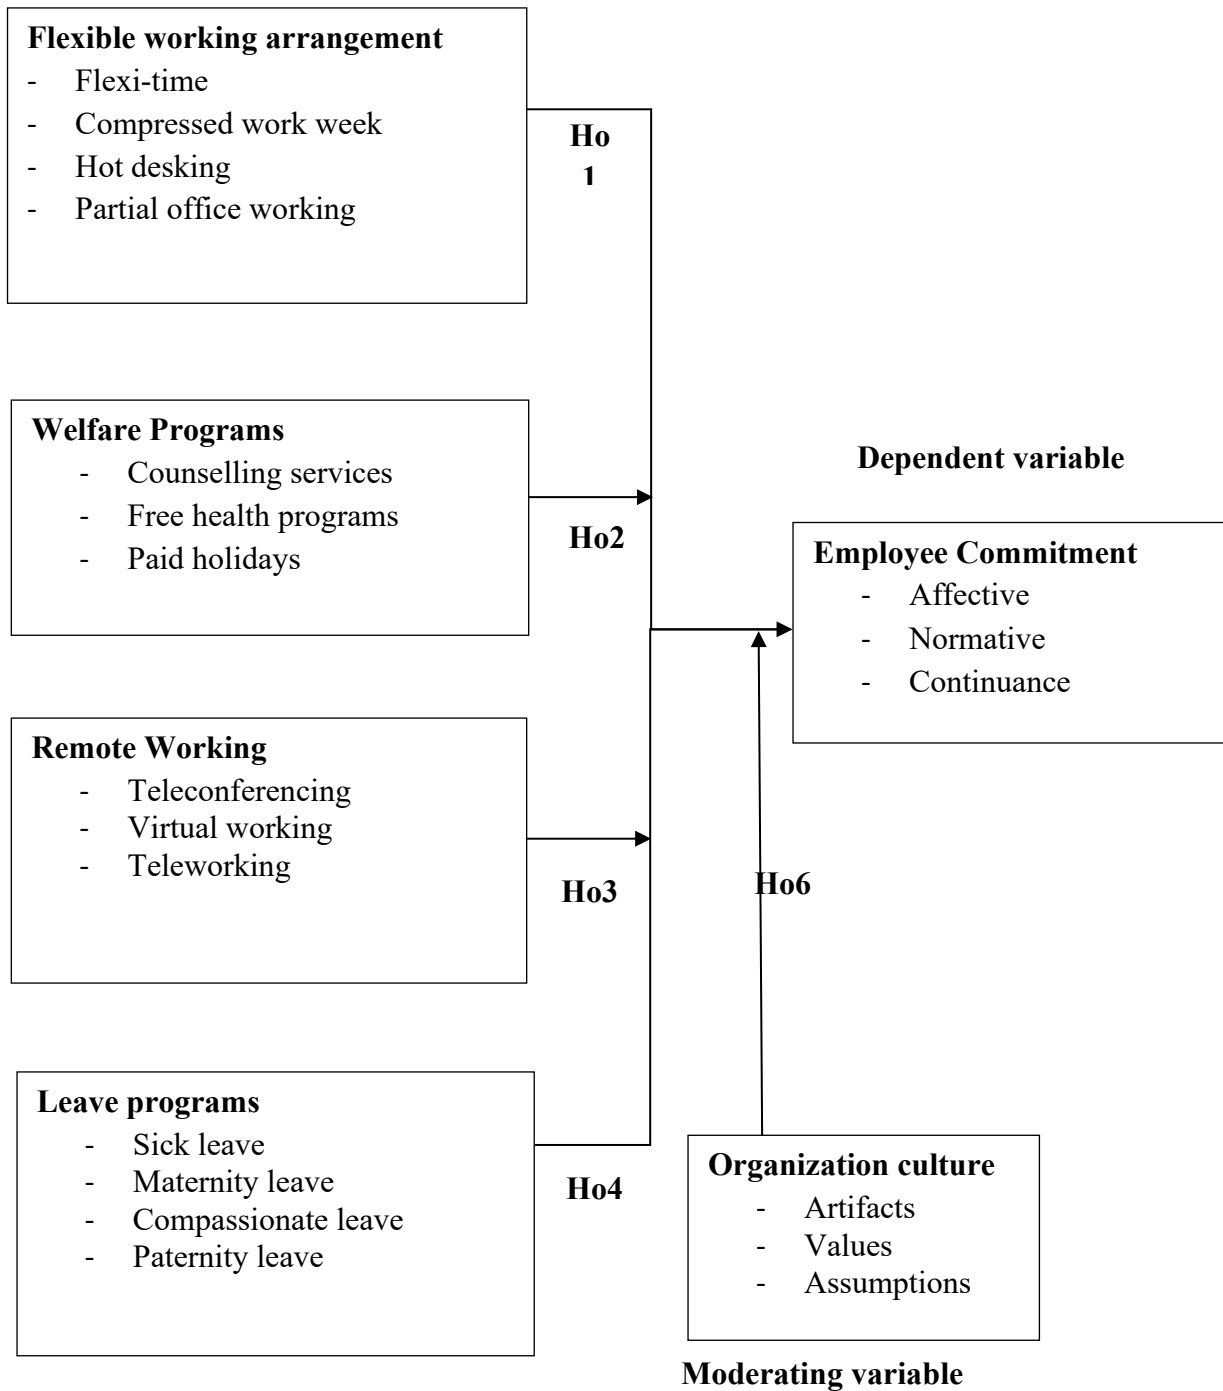 Flexible working arrangement
- Flexi-time
- Compressed work week
- Hot desking
- Partial office working
Ho
1
Welfare Programs
- Counselling services
- Free health programs
- Paid holidays
Ho2
Dependent variable
Employee Commitment
- Affective
- Normative
- Continuance
Remote Working
- Teleconferencing
- Virtual working
- Teleworking
Ho3
Ho6
Leave programs
- Sick leave
- Maternity leave
- Compassionate leave
- Paternity leave
Ho4
Organization culture
- Artifacts
- Values
- Assumptions
Moderating variable